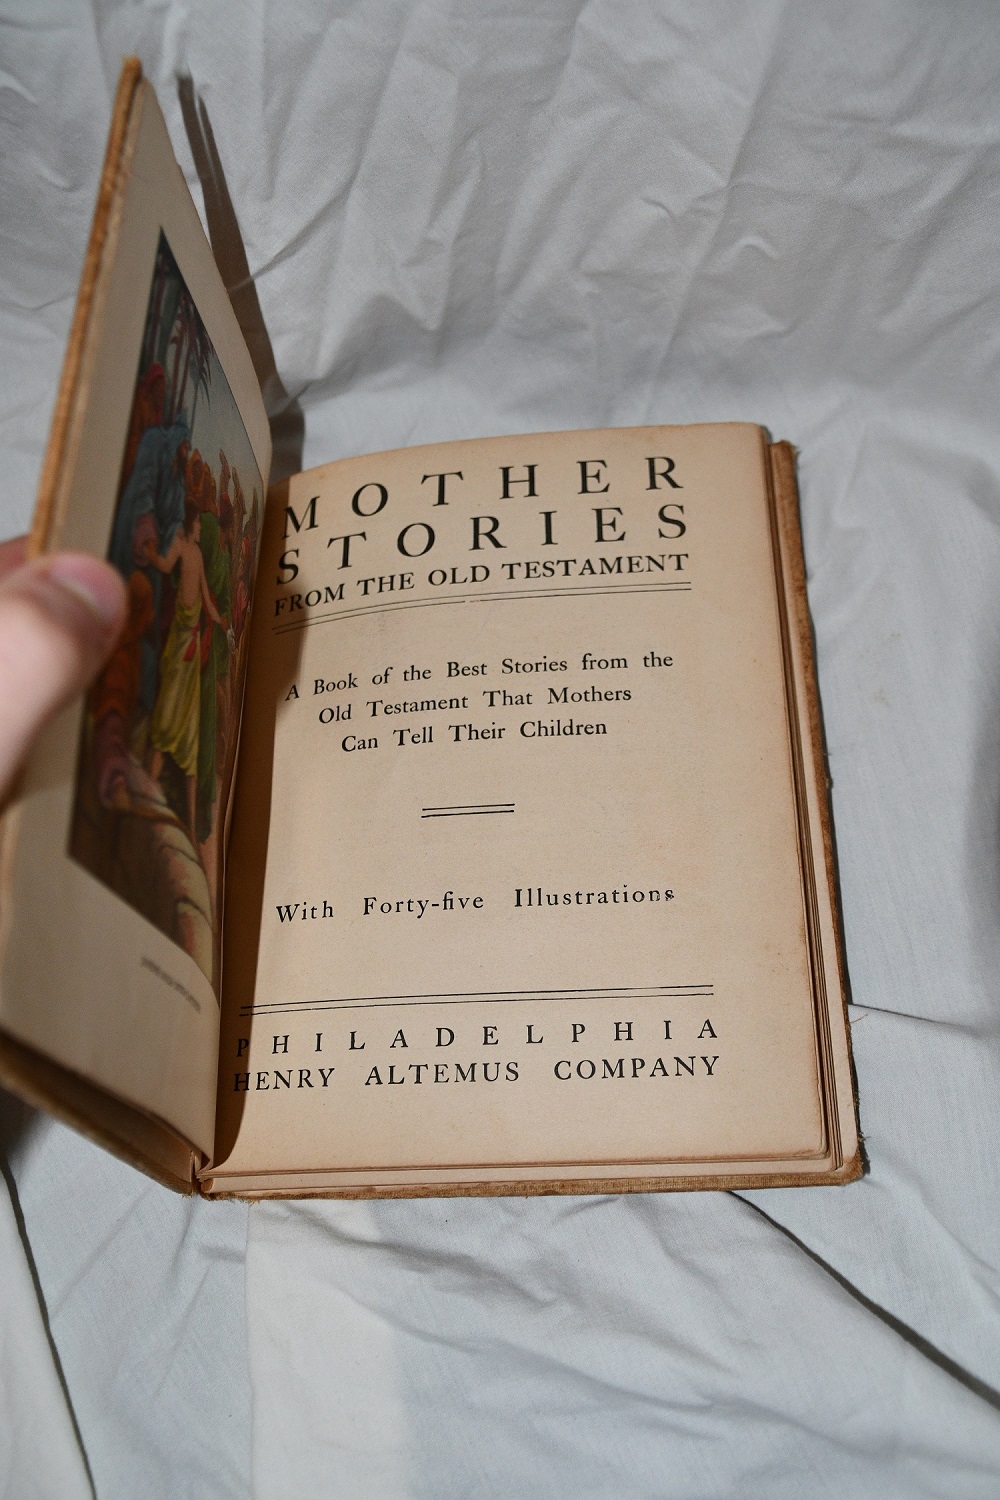 MOTHER
STORIES
FROM THE OLD TESTAMENT
A Book of the Best Stories from the
Old Testament That Mothers
Can Tell Their Children
With Forty-five Illustrations
PHILADELPHIA
HENRY ALTEMUS COMPANY